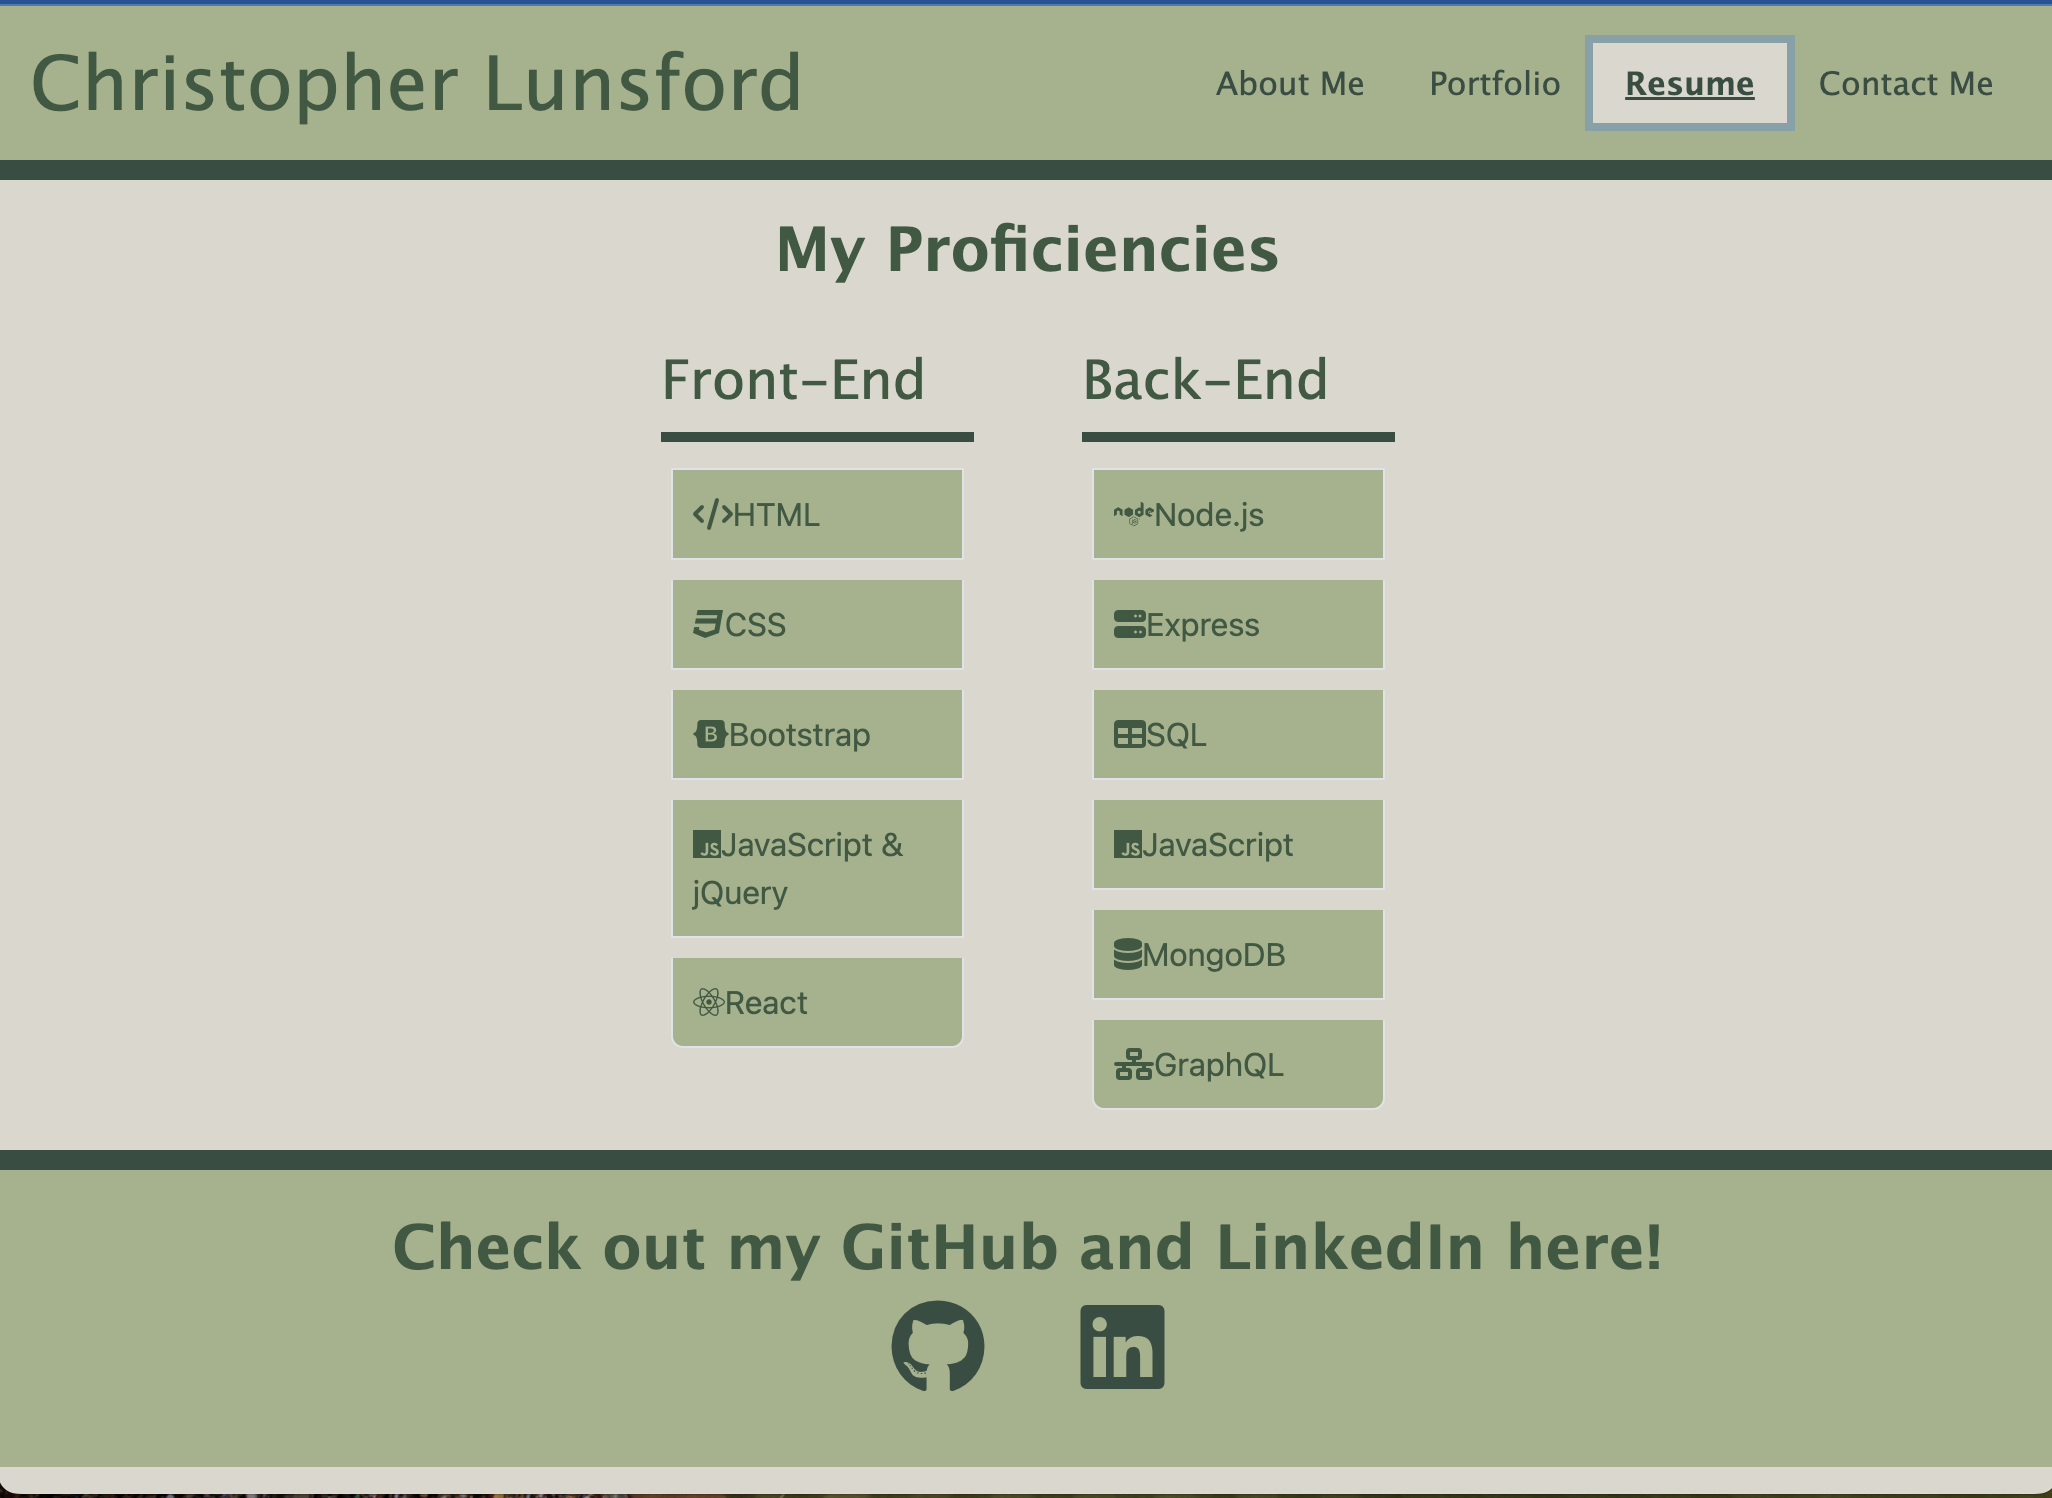 Christopher Lunsford
About Me
Portfolio
Resume
Contact Me
My Proficiencies
Front-End
HTML
CSS
Bootstrap
JavaScript &
jQuery
React
Back-End
Node.js
Express
SQL
JavaScript
MongoDB
GraphQL
Check out my GitHub and LinkedIn here!